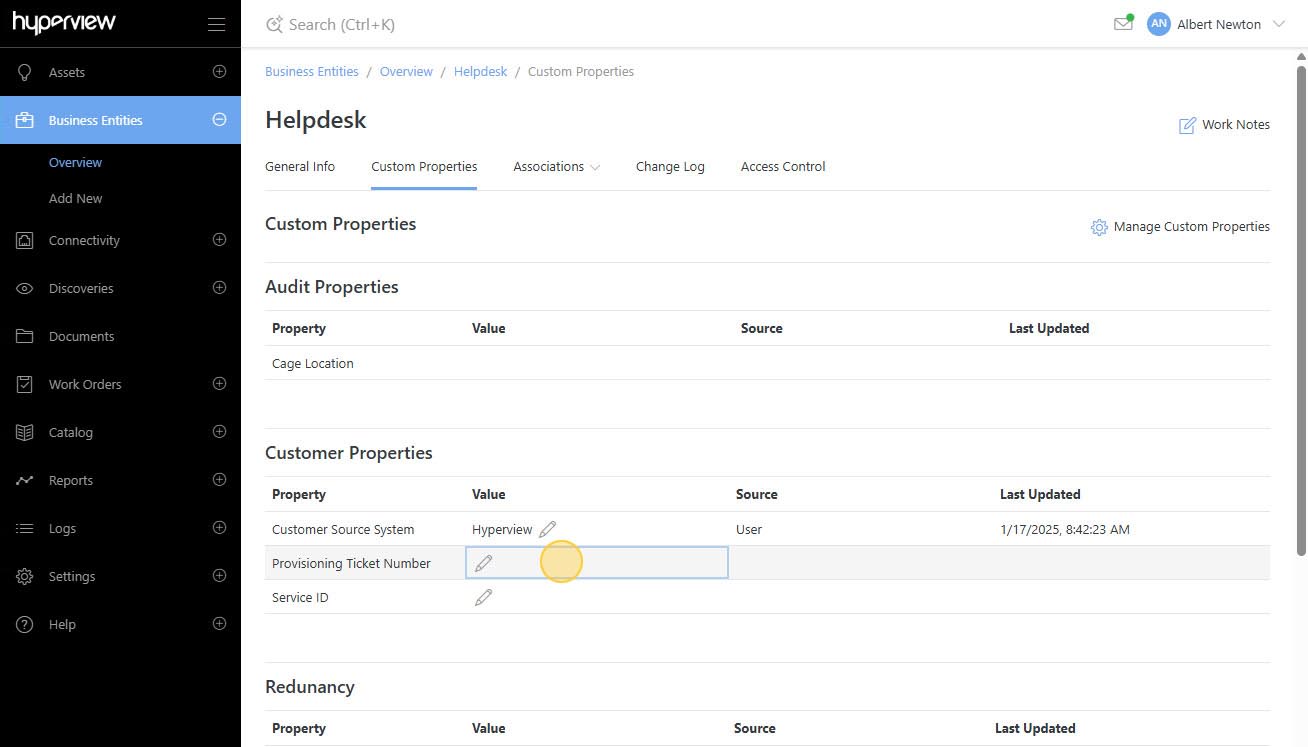 hyperview
Search (Ctrl+K)
AN Albert Newton
Assets
Business Entities
Overview
Add New
Connectivity
Discoveries
Documents
Work Orders
Catalog
Reports
Logs
Settings
Help
Business Entities / Overview / Helpdesk / Custom Properties
Helpdesk
Work Notes
General Info Custom Properties Associations Change Log Access Control
Custom Properties
Manage Custom Properties
Audit Properties
Property Value Source Last Updated
Cage Location
Customer Properties
Property Value Source Last Updated
Customer Source System Hyperview User 1/17/2025, 8:42:23 AM
Provisioning Ticket Number
Service ID
Redunancy
Property Value Source Last Updated